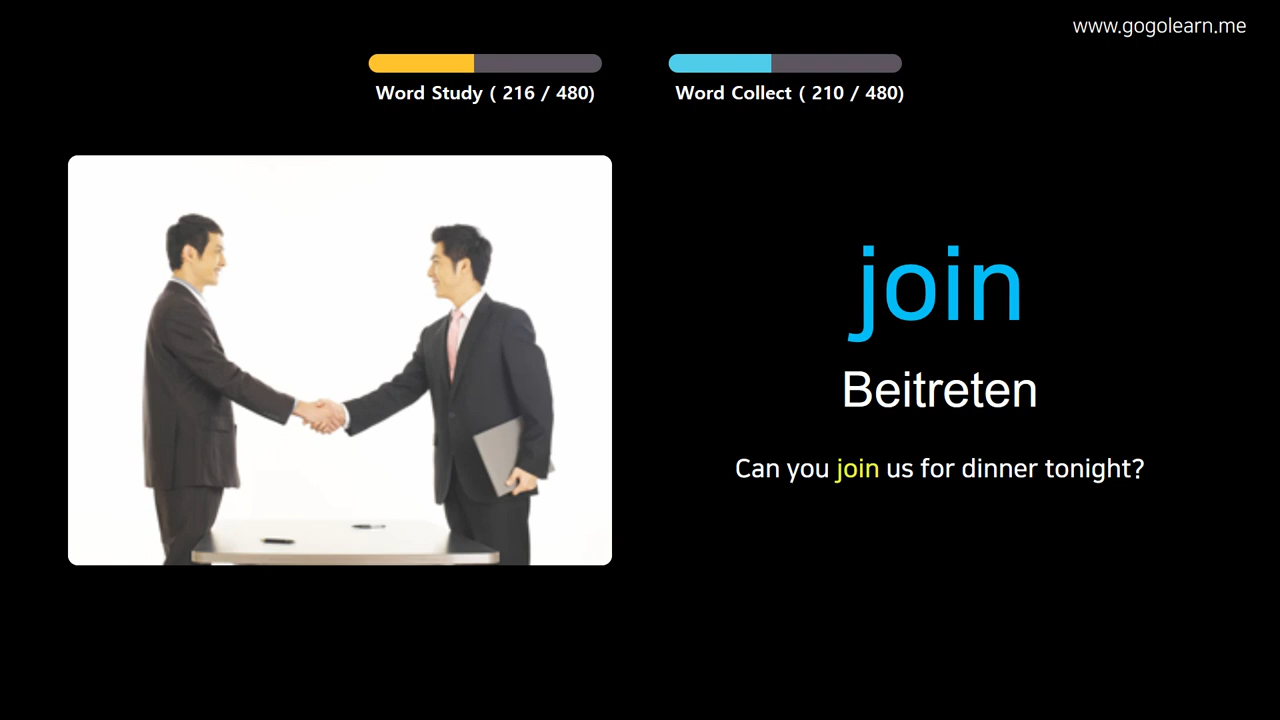 www.gogolearn.me
Word Study ( 216 / 480)
Word Collect ( 210 / 480)
join
Beitreten
Can you join us for dinner tonight?